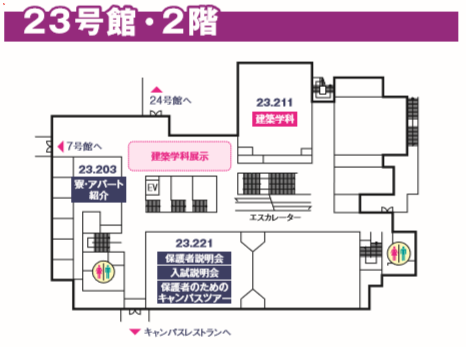 23号館・2階
24号館へ
23.211
建築学科
7号館へ
建築学科展示
23.203
寮・アパート
紹介
EV
エスカレーター
23.221
保護者説明会
入試説明会
保護者のための
キャンパスツアー
キャンパスレストランへ